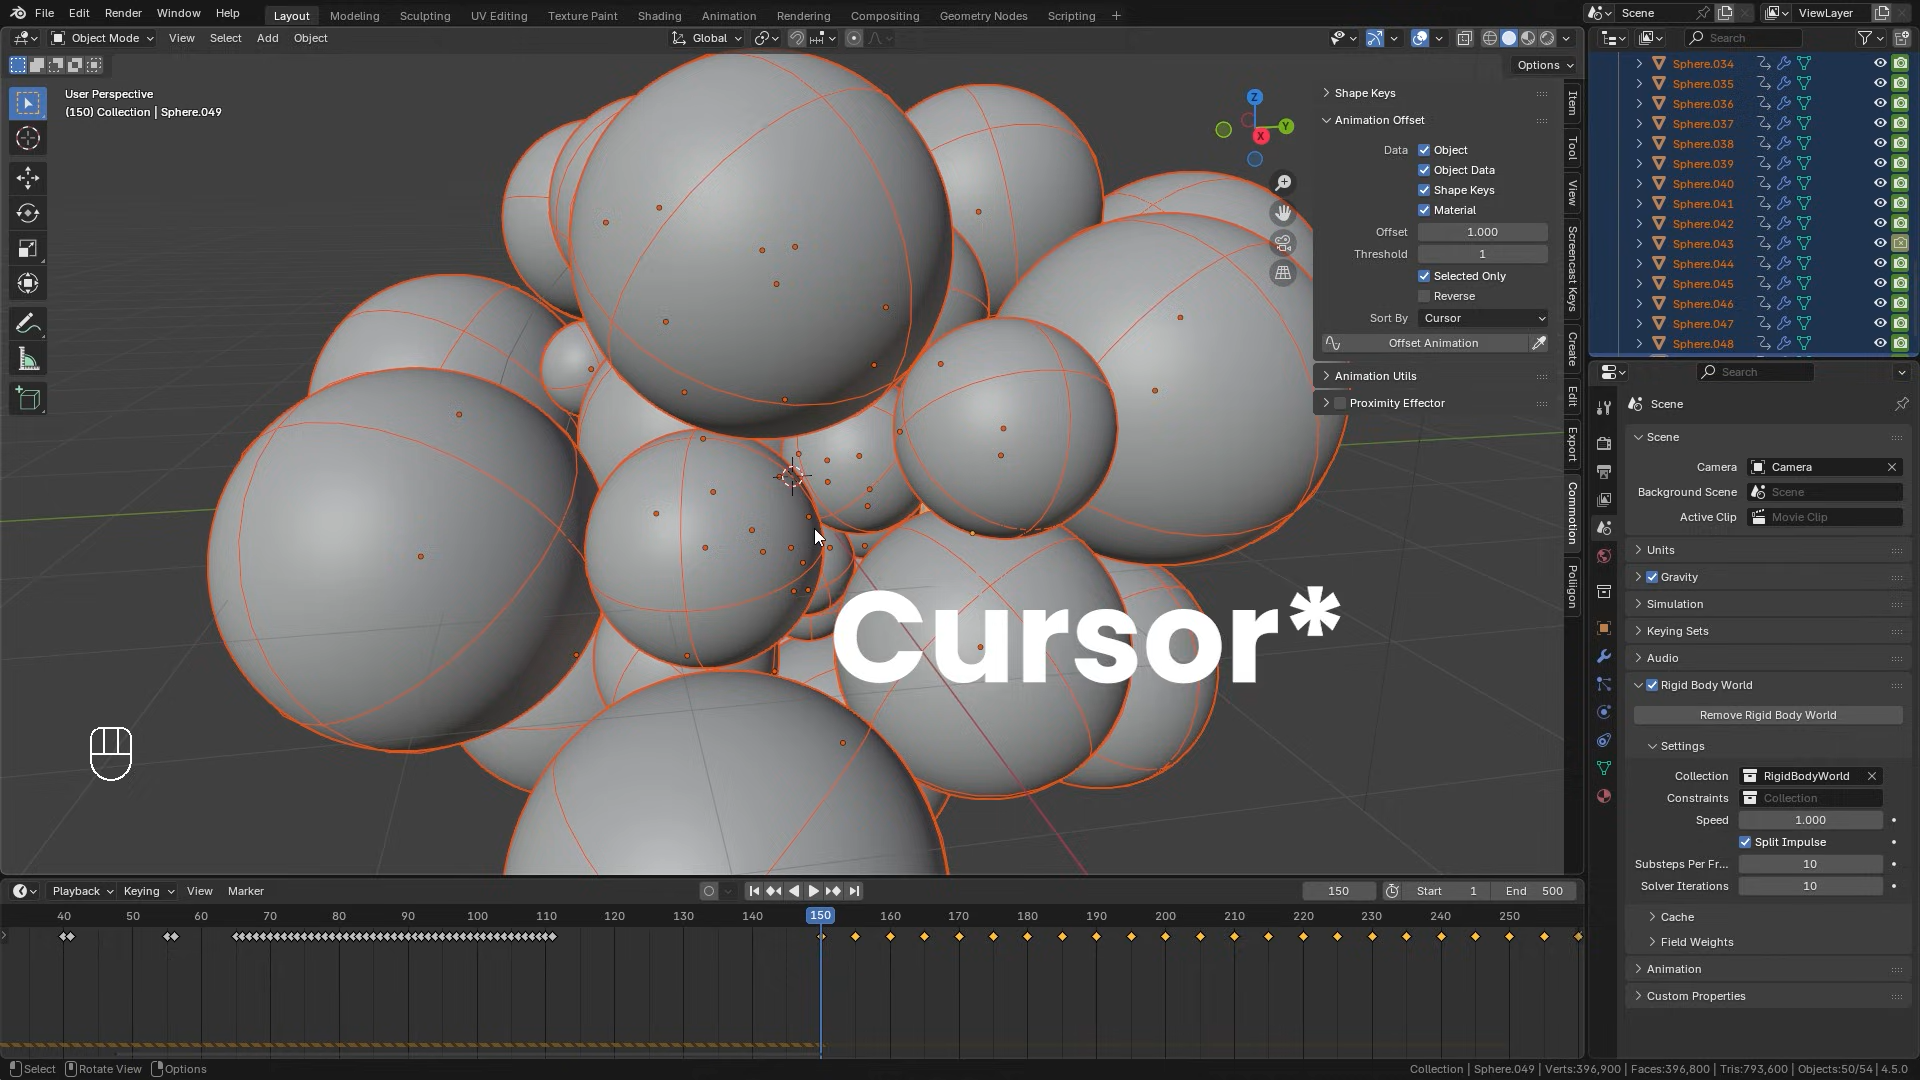 File Edit Render Window Help Layout Modeling Sculpting UV Editing Texture Paint Shading Animation Rendering Compositing Geometry Nodes Scripting + Scene ViewLayer
Object Mode View Select Add Object Global Search
Options
User Perspective
(150) Collection | Sphere.049
Z
Y
X
Shape Keys
Animation Offset
Data Object
Object Data
Shape Keys
Material
Offset 1.000
Threshold 1
Selected Only
Reverse
Sort By Cursor
Offset Animation
Animation Utils
Proximity Effector
Item
Tool
View
Screencast Keys
Create
Edit
Export
Commotion
Poliigon
Sphere.034
Sphere.035
Sphere.036
Sphere.037
Sphere.038
Sphere.039
Sphere.040
Sphere.041
Sphere.042
Sphere.043
Sphere.044
Sphere.045
Sphere.046
Sphere.047
Sphere.048
Search
Scene
Scene
Camera Camera
Background Scene Scene
Active Clip Movie Clip
Units
Gravity
Simulation
Keying Sets
Audio
Rigid Body World
Remove Rigid Body World
Settings
Collection RigidBodyWorld
Constraints Collection
Speed 1.000
Split Impulse
Substeps Per Fr... 10
Solver Iterations 10
Cache
Field Weights
Animation
Custom Properties
Cursor*
Playback Keying View Marker 150 Start 1 End 500
40 50 60 70 80 90 100 110 120 130 140 150 160 170 180 190 200 210 220 230 240 250
Select Rotate View Options Collection | Sphere.049 | Verts:396,900 | Faces:396,800 | Tris:793,600 | Objects:50/54 | 4.5.0